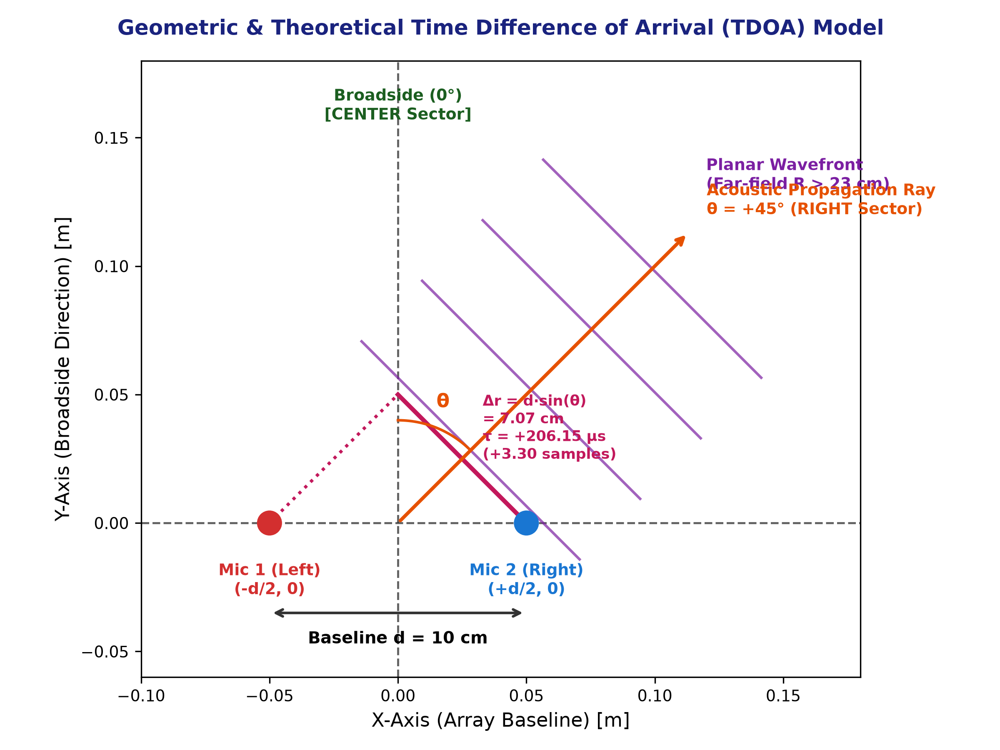 Geometric & Theoretical Time Difference of Arrival (TDOA) Model
Broadside (0°)
[CENTER Sector]
Planar Wavefront
(Far-field R > 23 cm)
Acoustic Propagation Ray
θ = +45° (RIGHT Sector)
θ
Δr = d·sin(θ)
= 7.07 cm
τ = +206.15 μs
(+3.30 samples)
Mic 1 (Left)
(-d/2, 0)
Mic 2 (Right)
(+d/2, 0)
Baseline d = 10 cm
Y-Axis (Broadside Direction) [m]
0.15
0.10
0.05
0.00
−0.05
−0.10
−0.05
0.00
0.05
0.10
0.15
X-Axis (Array Baseline) [m]